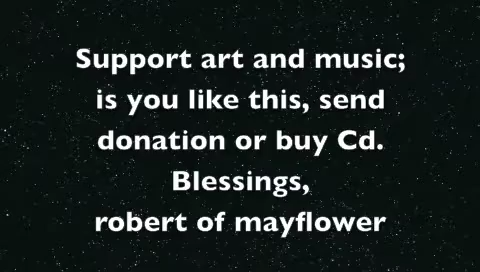 Support art and music;
is you like this, send
donation or buy Cd.
Blessings,
robert of mayflower